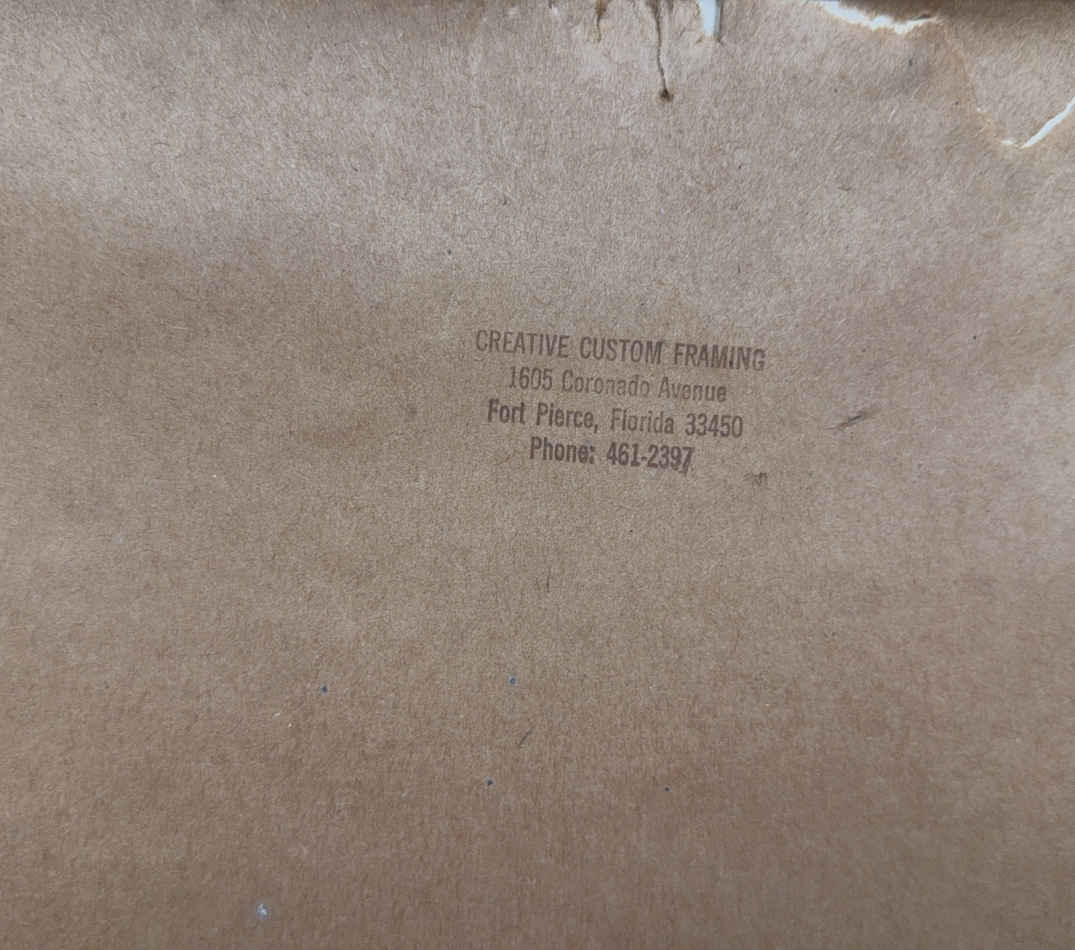 CREATIVE CUSTOM FRAMING
1605 Coronado Avenue
Fort Pierce, Florida 33450
Phone: 461-2397